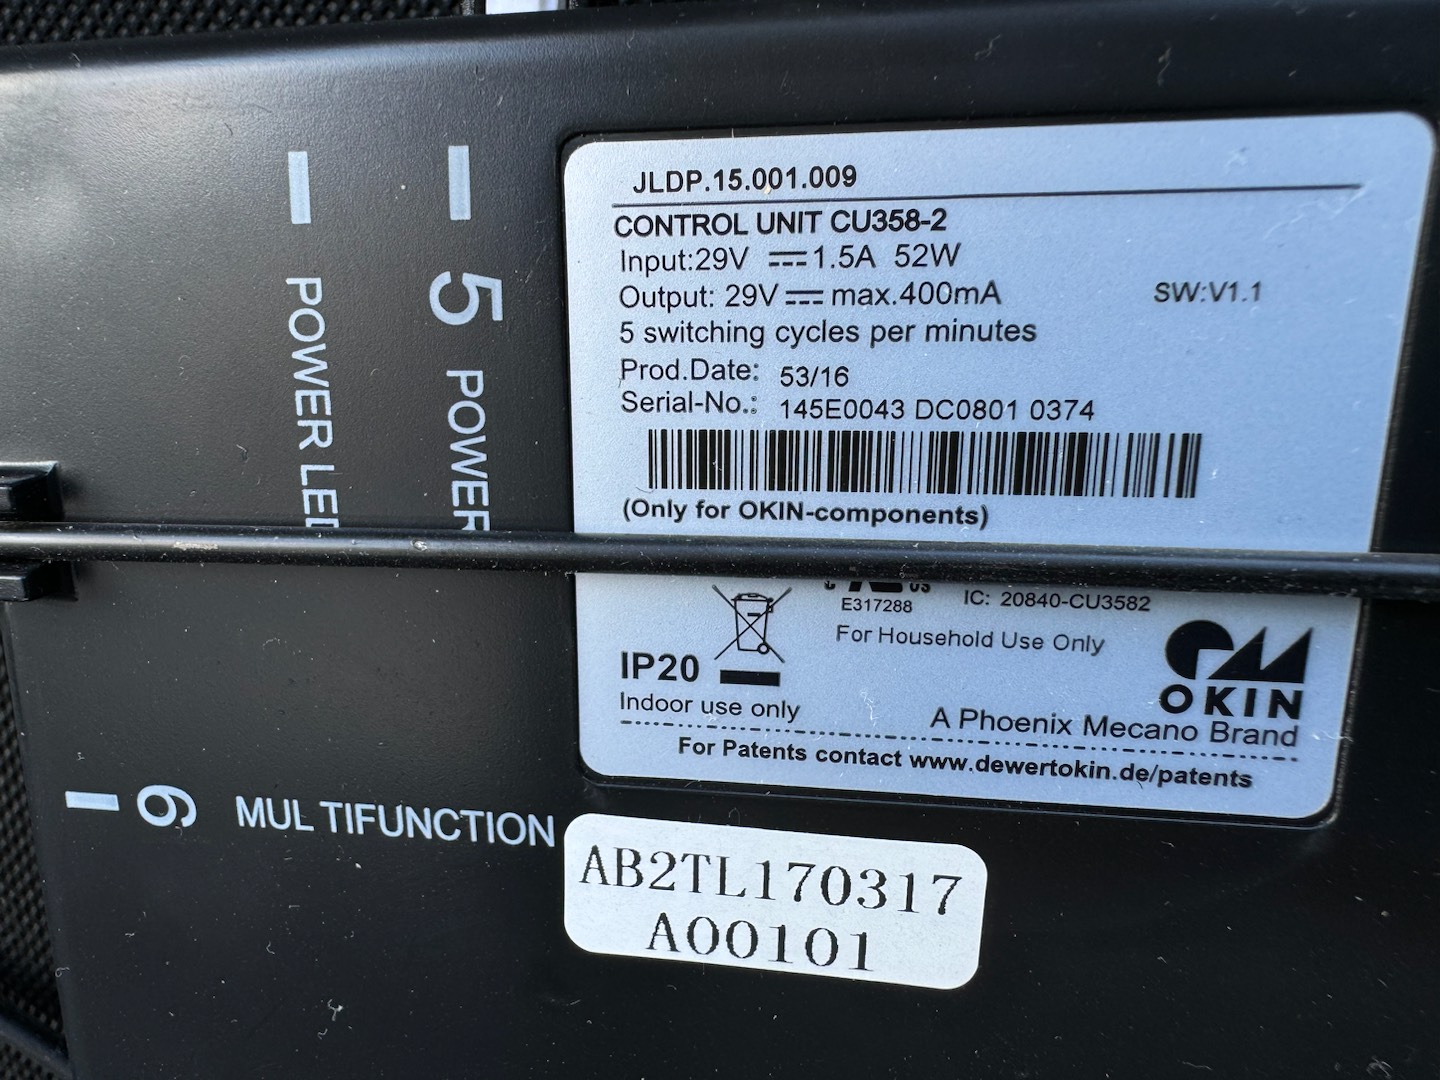 JLDP.15.001.009
CONTROL UNIT CU358-2
Input:29V ⎓1.5A 52W
Output: 29V⎓max.400mA
SW:V1.1
5 switching cycles per minutes
Prod.Date: 53/16
Serial-No.: 145E0043 DC0801 0374
(Only for OKIN-components)
E317288
IC: 20840-CU3582
For Household Use Only
IP20
Indoor use only
OKIN
A Phoenix Mecano Brand
For Patents contact www.dewertokin.de/patents
POWER LED
5 POWER
6 MULTIFUNCTION
AB2TL170317
A00101